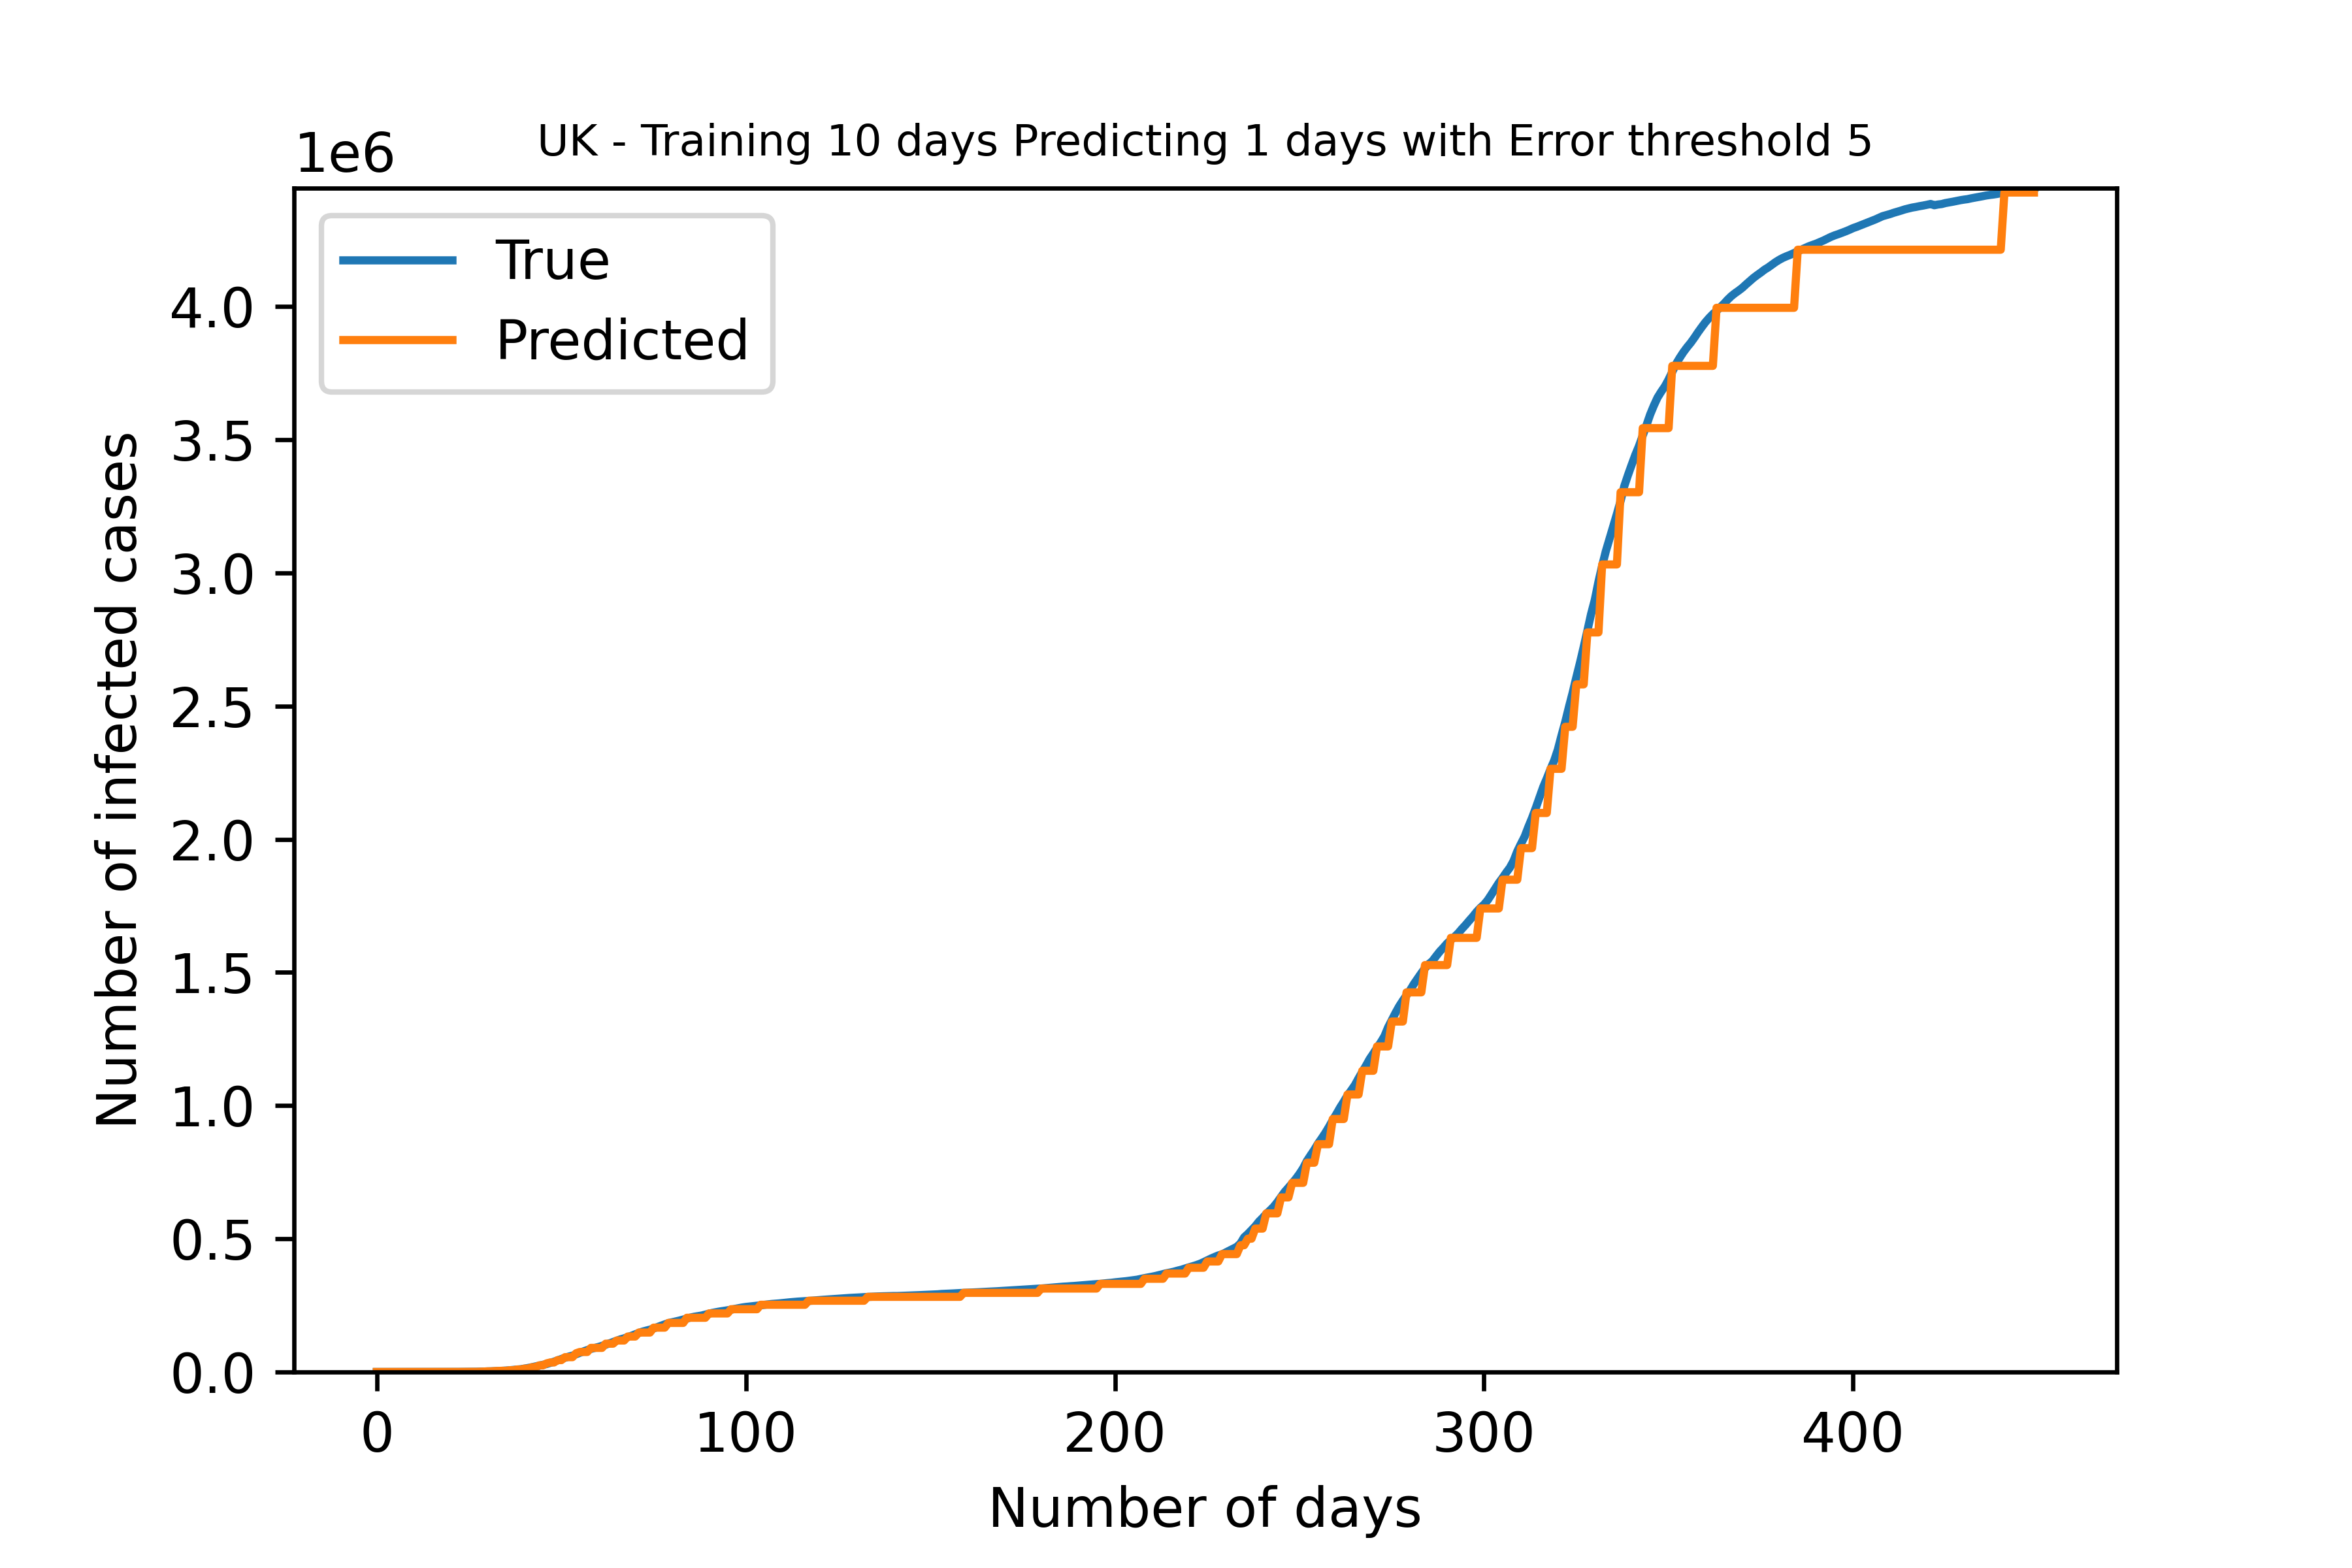 UK - Training 10 days Predicting 1 days with Error threshold 5
1e6
True
Predicted
4.0
3.5
3.0
2.5
2.0
1.5
1.0
0.5
0.0
Number of infected cases
0 100 200 300 400
Number of days